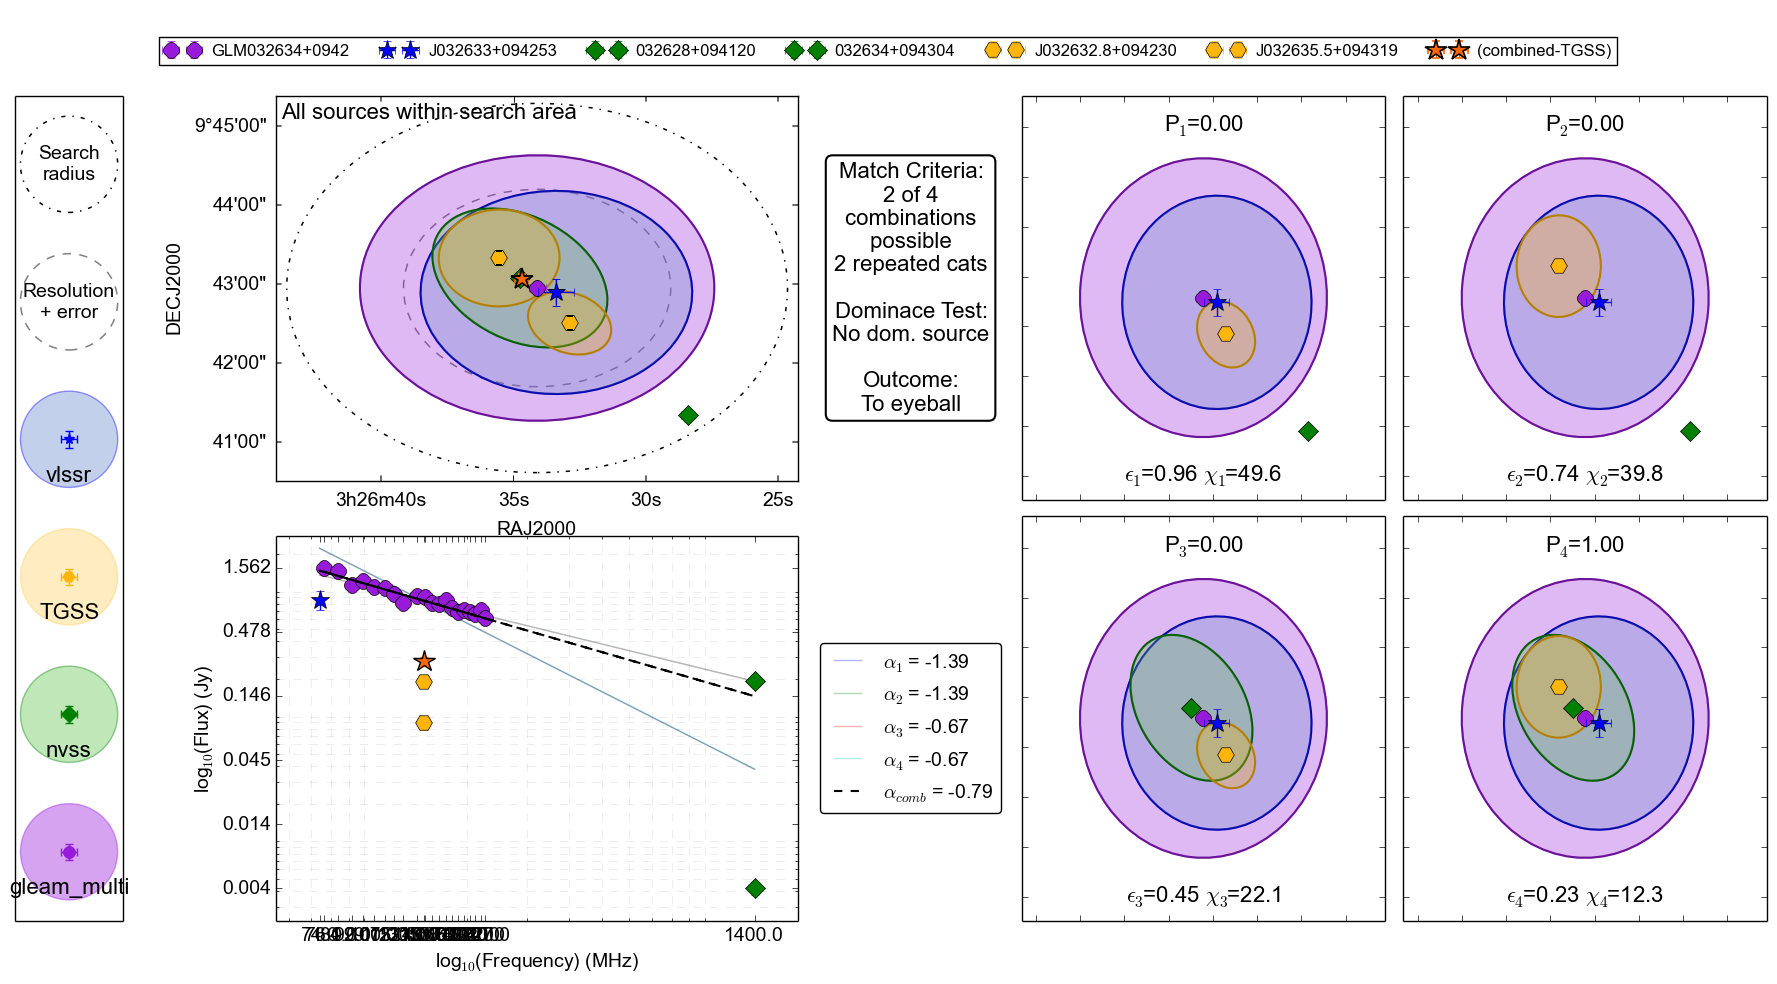 GLM032634+0942
J032633+094253
032628+094120
032634+094304
J032632.8+094230
J032635.5+094319
(combined-TGSS)
Search
radius
Resolution
+ error
vlssr
TGSS
nvss
gleam_multi
All sources within search area
DECJ2000
9°45'00"
44'00"
43'00"
42'00"
41'00"
3h26m40s
35s
30s
25s
RAJ2000
Match Criteria:
2 of 4
combinations
possible
2 repeated cats
Dominace Test:
No dom. source
Outcome:
To eyeball
P1=0.00
ϵ1=0.96 χ1=49.6
P2=0.00
ϵ2=0.74 χ2=39.8
log10(Flux) (Jy)
1.562
0.478
0.146
0.045
0.014
0.004
1400.0
log10(Frequency) (MHz)
α1 = -1.39
α2 = -1.39
α3 = -0.67
α4 = -0.67
αcomb = -0.79
P3=0.00
ϵ3=0.45 χ3=22.1
P4=1.00
ϵ4=0.23 χ4=12.3